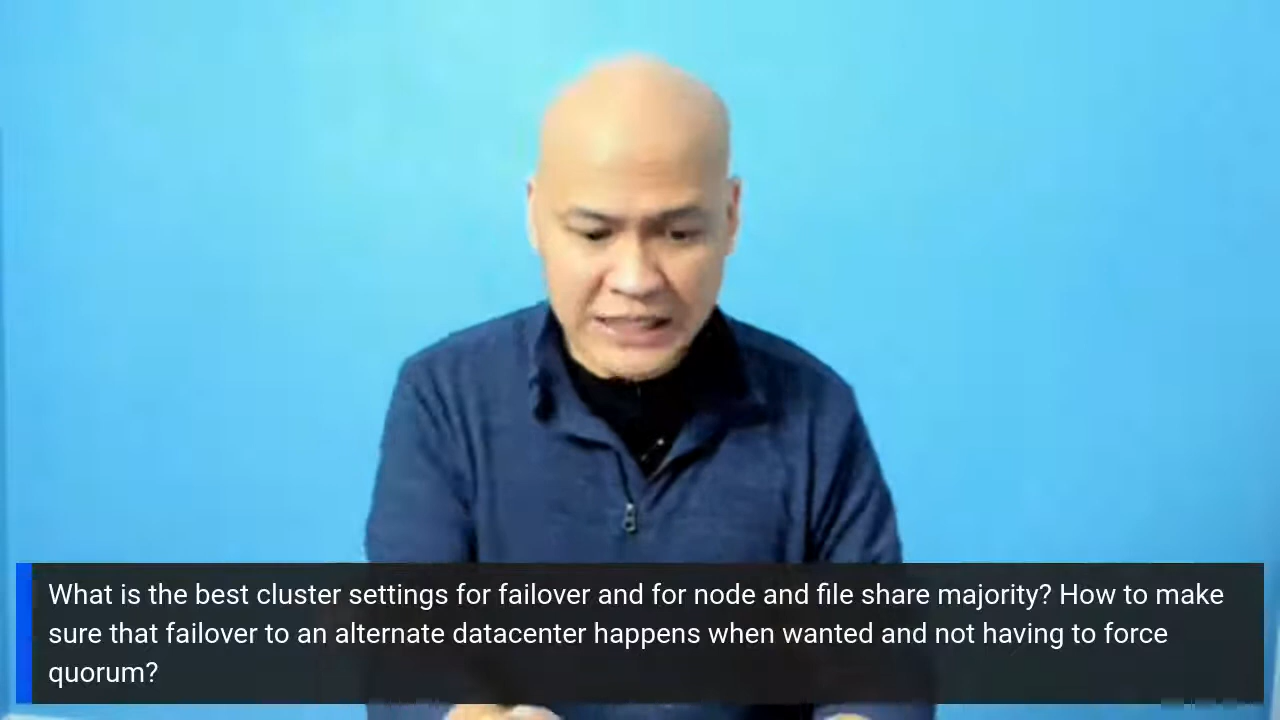 What is the best cluster settings for failover and for node and file share majority? How to make
sure that failover to an alternate datacenter happens when wanted and not having to force
quorum?